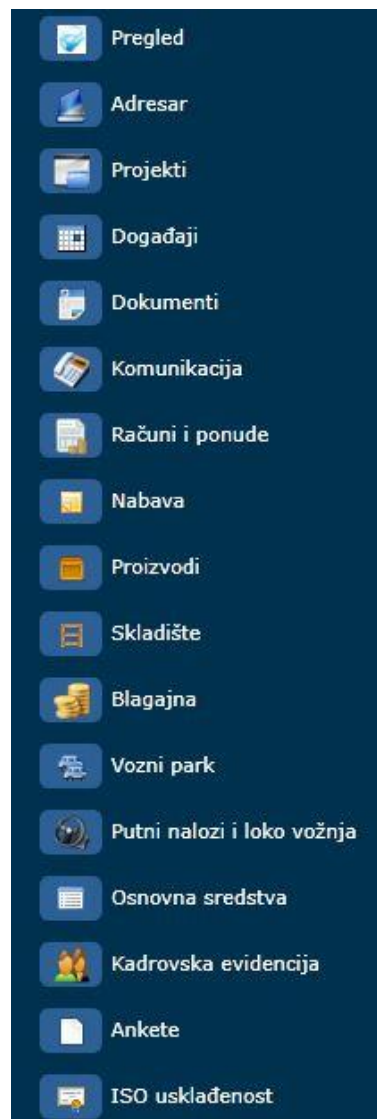 Pregled
Adresar
Projekti
Događaji
Dokumenti
Komunikacija
Računi i ponude
Nabava
Proizvodi
Skladište
Blagajna
Vozni park
Putni nalozi i loko vožnja
Osnovna sredstva
Kadrovska evidencija
Ankete
ISO usklađenost